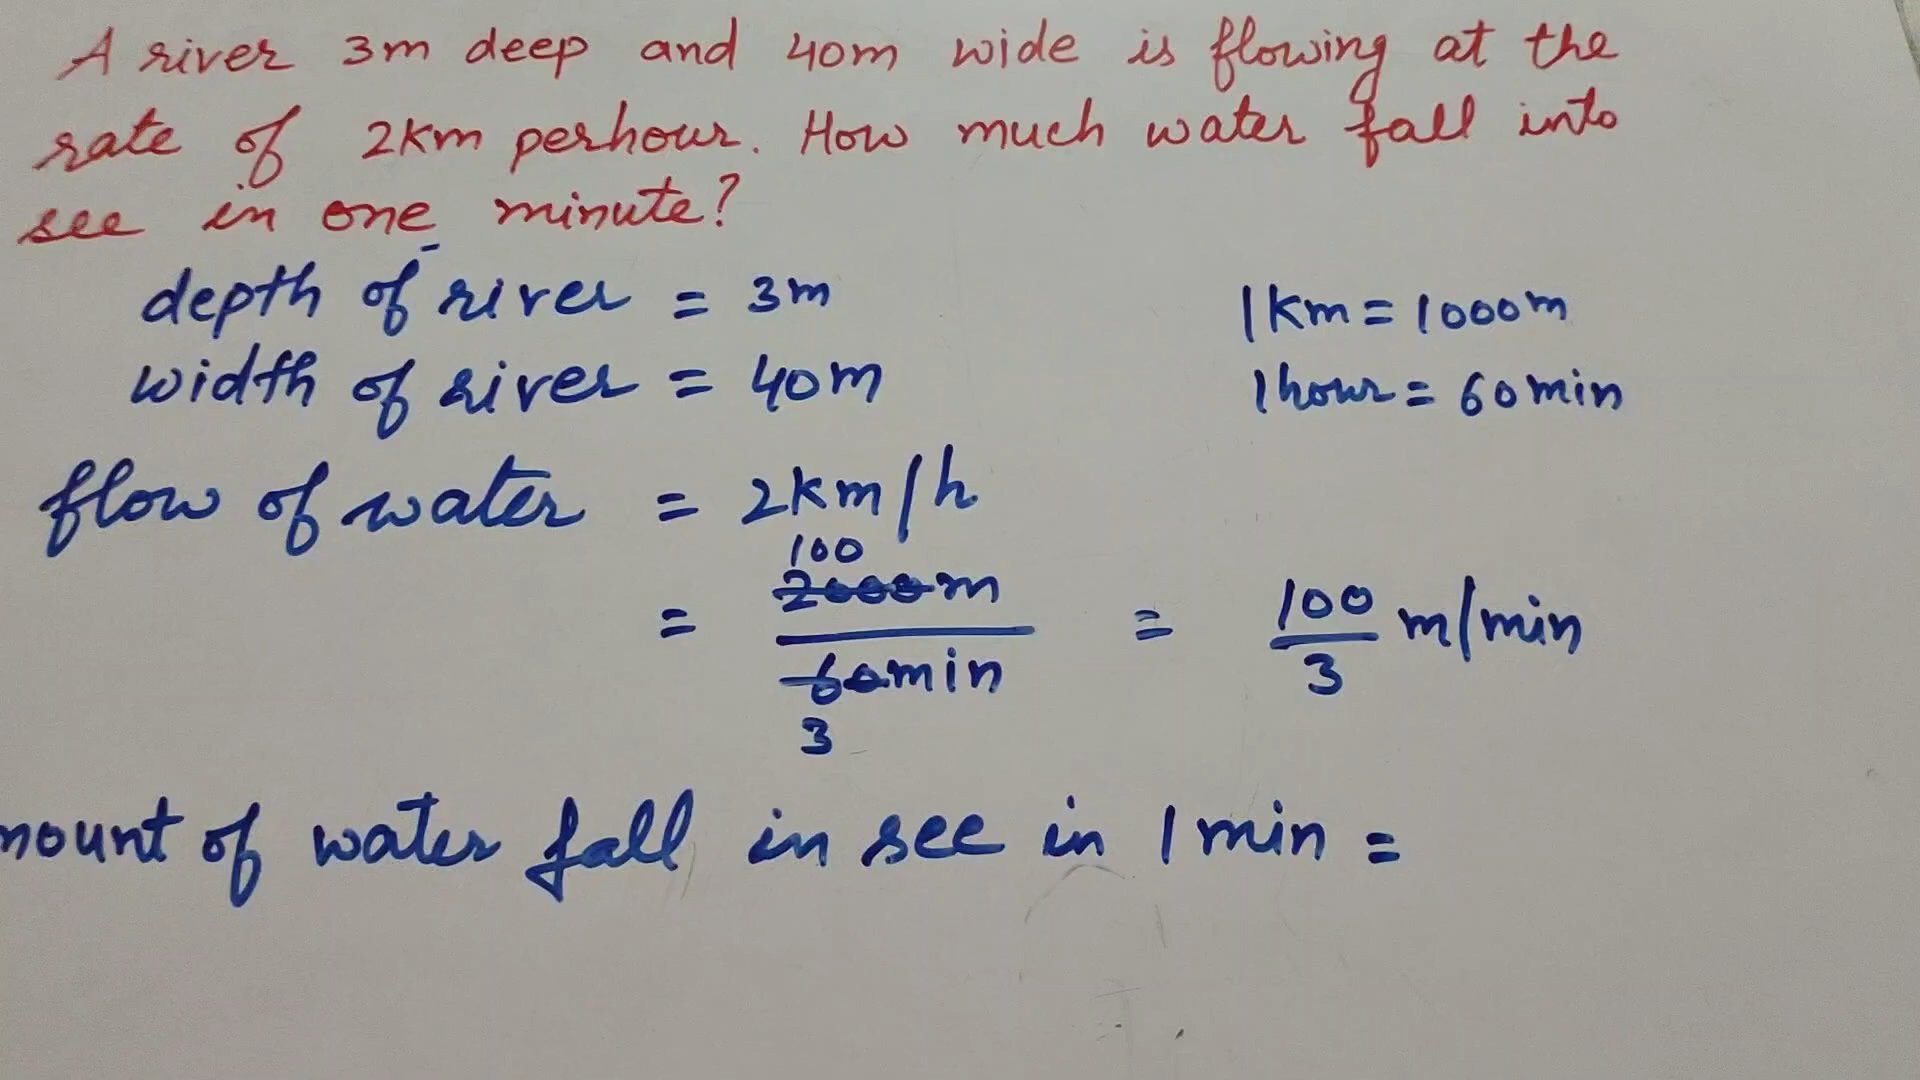 A river 3m deep and 40m wide is flowing at the
rate of 2km perhour. How much water fall into
see in one minute?
depth of river = 3m
1km = 1000m
width of river = 40m
1hour = 60min
flow of water = 2km/h
100
= 2000m/60min = 100/3 m/min
3
mount of water fall in see in 1 min =